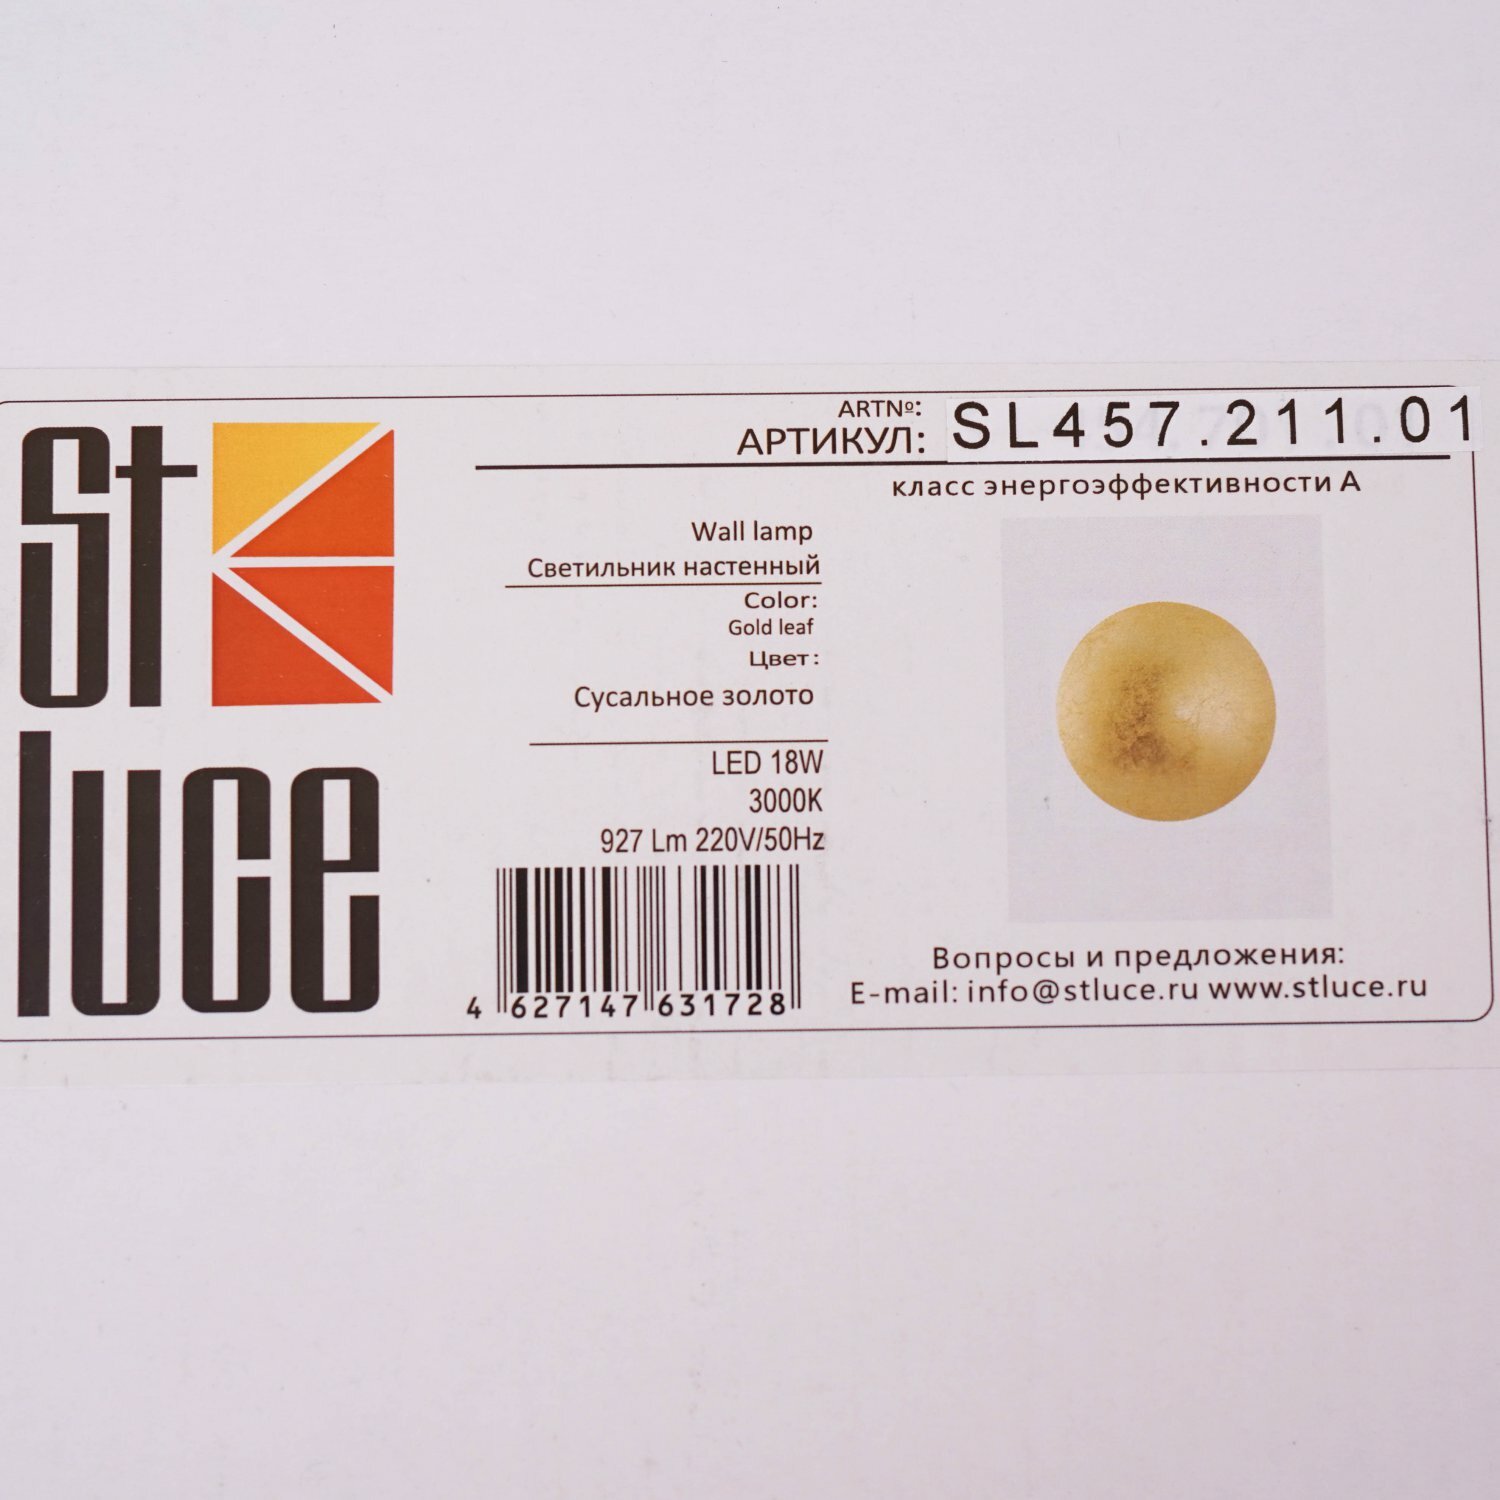 st
luce
ARTNº:
АРТИКУЛ: SL457.211.01
класс энергоэффективности А
Wall lamp
Светильник настенный
Color:
Gold leaf
Цвет:
Сусальное золото
LED 18W
3000K
927 Lm 220V/50Hz
4 627147 631728
Вопросы и предложения:
E-mail: info@stluce.ru www.stluce.ru